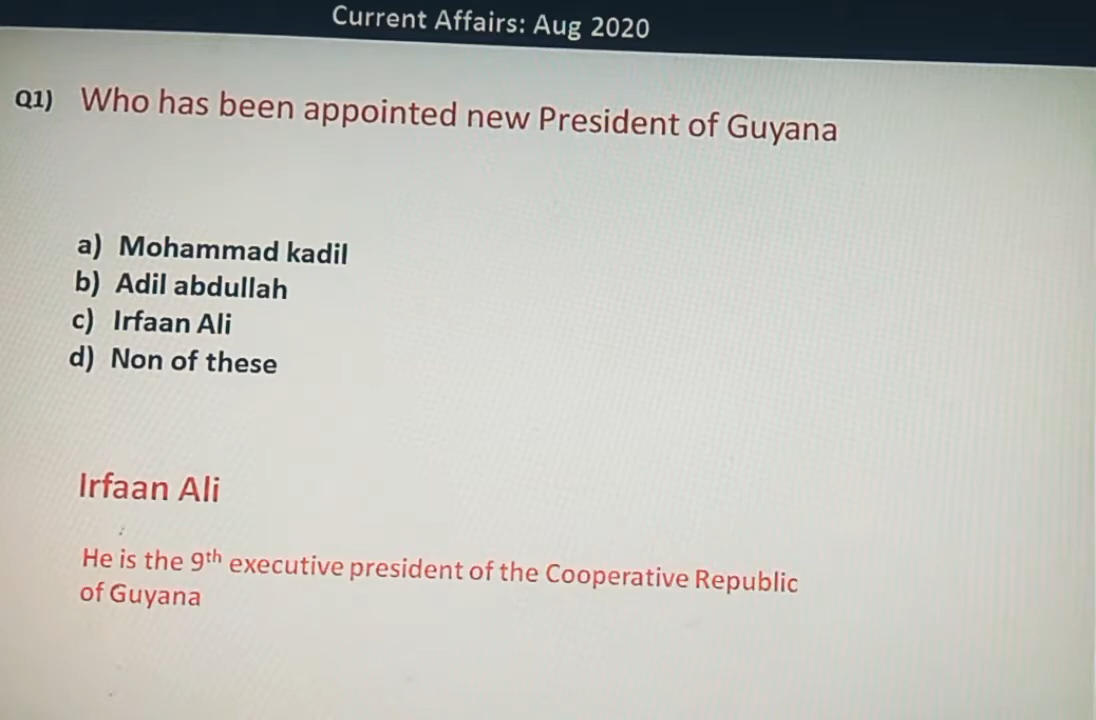 Current Affairs: Aug 2020
Q1) Who has been appointed new President of Guyana
a) Mohammad kadil
b) Adil abdullah
c) Irfaan Ali
d) Non of these
Irfaan Ali
He is the 9th executive president of the Cooperative Republic
of Guyana